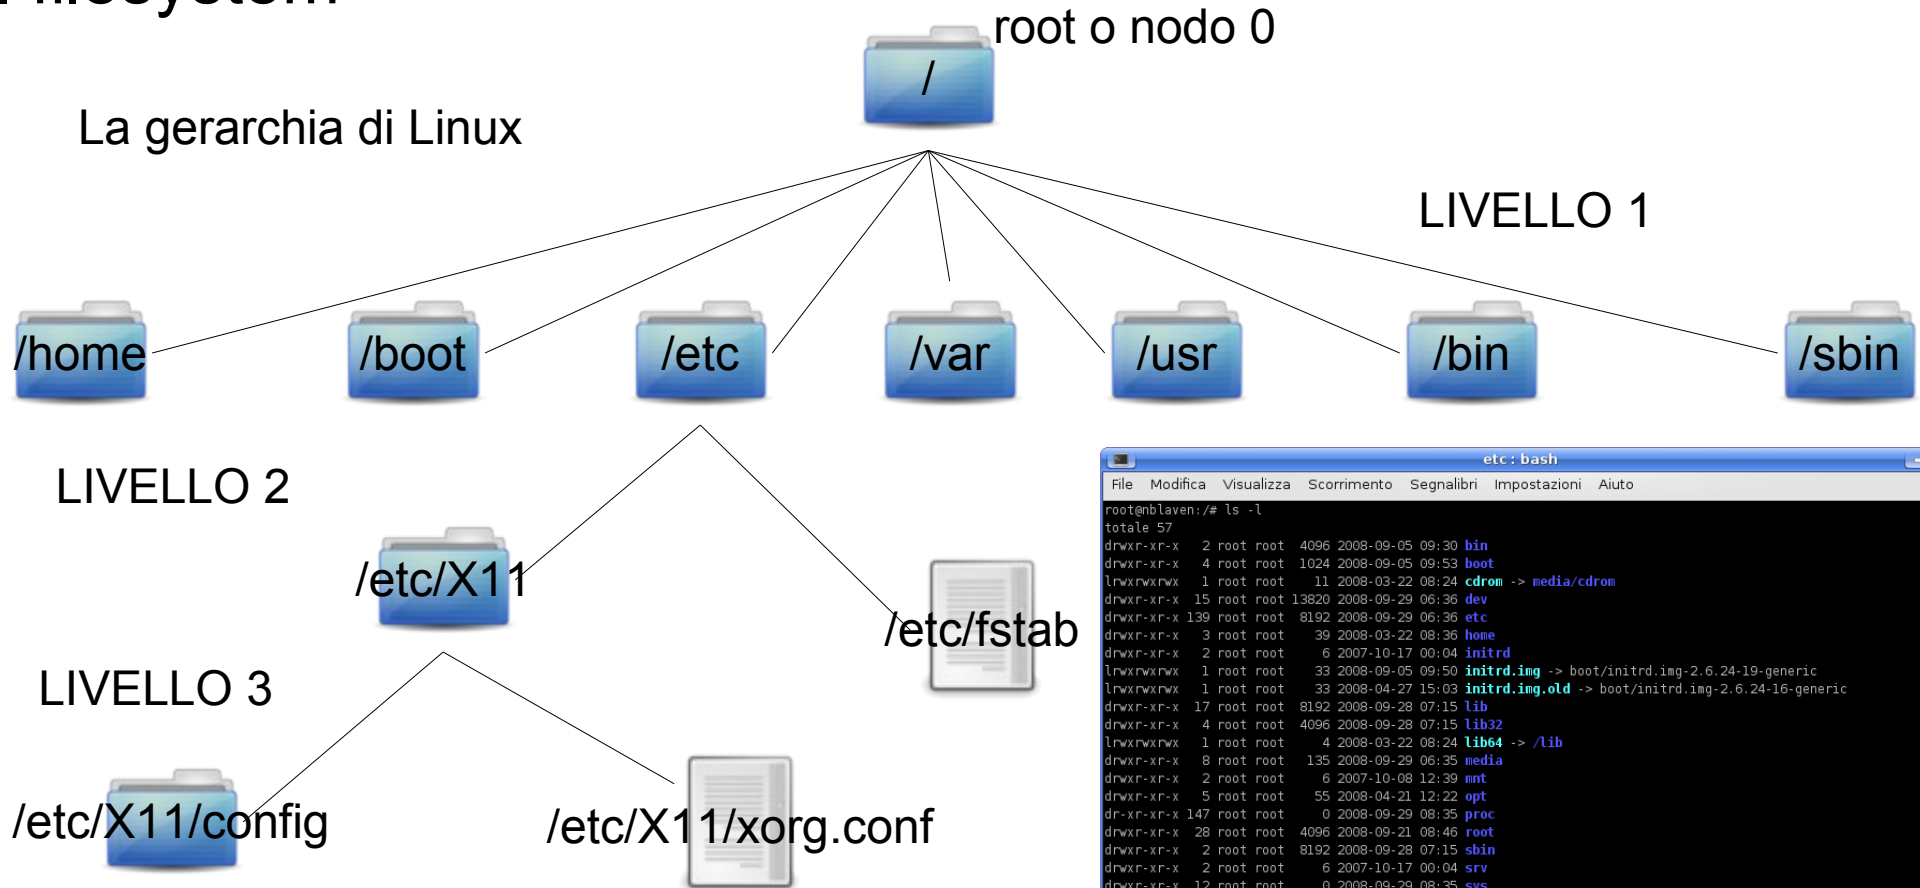 filesystem
root o nodo 0
/
La gerarchia di Linux
LIVELLO 1
/home
/boot
/etc
/var
/usr
/bin
/sbin
LIVELLO 2
/etc/X11
/etc/fstab
LIVELLO 3
/etc/X11/config
/etc/X11/xorg.conf
etc : bash
File Modifica Visualizza Scorrimento Segnalibri Impostazioni Aiuto
root@nblaven:/# ls -l
totale 57
drwxr-xr-x 2 root root 4096 2008-09-05 09:30 bin
drwxr-xr-x 4 root root 1024 2008-09-05 09:53 boot
lrwxrwxrwx 1 root root 11 2008-03-22 08:24 cdrom -> media/cdrom
drwxr-xr-x 15 root root 13820 2008-09-29 06:36 dev
drwxr-xr-x 139 root root 8192 2008-09-29 06:36 etc
drwxr-xr-x 3 root root 39 2008-03-22 08:36 home
drwxr-xr-x 2 root root 6 2007-10-17 00:04 initrd
lrwxrwxrwx 1 root root 33 2008-09-05 09:50 initrd.img -> boot/initrd.img-2.6.24-19-generic
lrwxrwxrwx 1 root root 33 2008-04-27 15:03 initrd.img.old -> boot/initrd.img-2.6.24-16-generic
drwxr-xr-x 17 root root 8192 2008-09-28 07:15 lib
drwxr-xr-x 4 root root 4096 2008-09-28 07:15 lib32
lrwxrwxrwx 1 root root 4 2008-03-22 08:24 lib64 -> /lib
drwxr-xr-x 8 root root 135 2008-09-29 06:35 media
drwxr-xr-x 2 root root 6 2007-10-08 12:39 mnt
drwxr-xr-x 5 root root 55 2008-04-21 12:22 opt
dr-xr-xr-x 147 root root 0 2008-09-29 08:35 proc
drwxr-xr-x 28 root root 4096 2008-09-21 08:46 root
drwxr-xr-x 2 root root 8192 2008-09-28 07:15 sbin
drwxr-xr-x 2 root root 6 2007-10-17 00:04 srv
drwxr-xr-x 12 root root 0 2008-09-29 08:35 sys